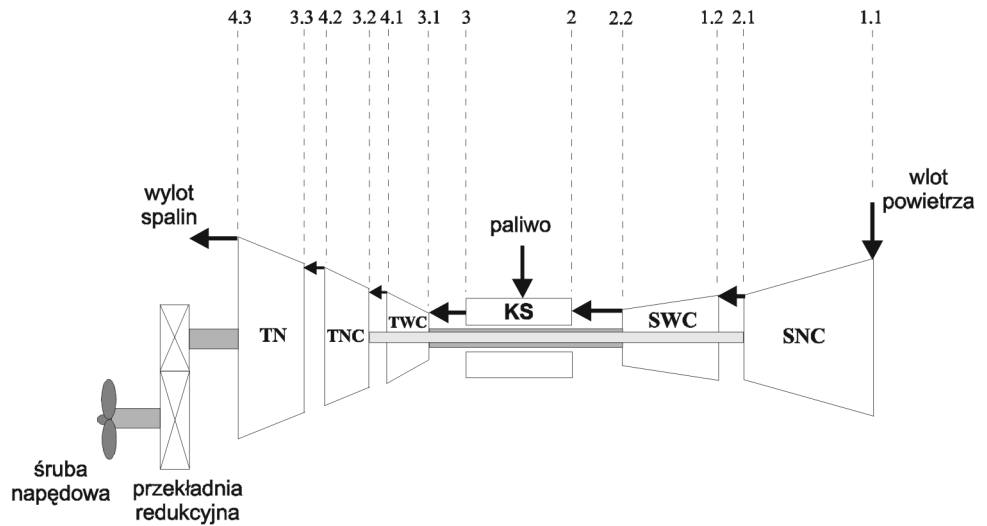 4.3 3.3 4.2 3.2 4.1 3.1 3 2 2.2 1.2 2.1 1.1
wylot
spalin
paliwo
wlot
powietrza
TN
TNC
TWC
KS
SWC
SNC
śruba
napędowa
przekładnia
redukcyjna